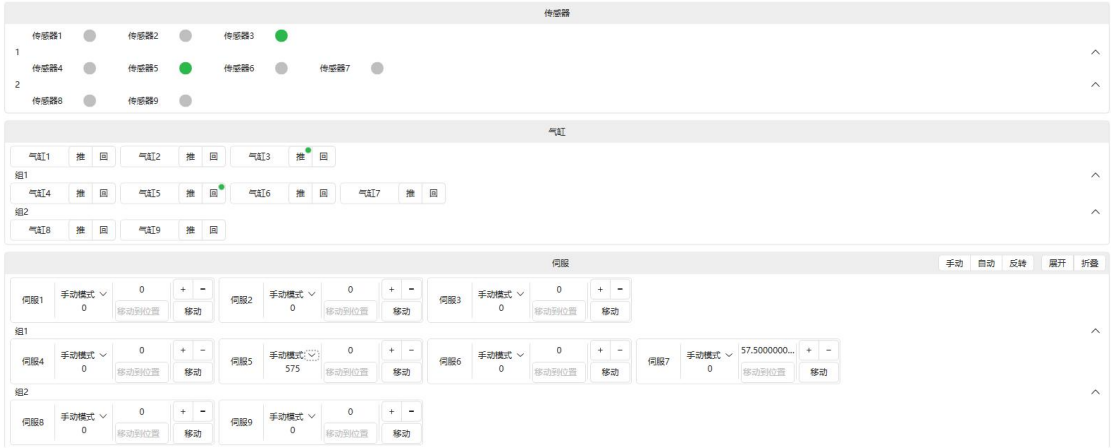 传感器
传感器1 传感器2 传感器3
1
传感器4 传感器5 传感器6 传感器7
2
传感器8 传感器9
气缸
气缸1 推 回 气缸2 推 回 气缸3 推 回
组1
气缸4 推 回 气缸5 推 回 气缸6 推 回 气缸7 推 回
组2
气缸8 推 回 气缸9 推 回
伺服 手动 自动 反转 展开 折叠
伺服1 手动模式 0 0 + - 移动到位置 移动 伺服2 手动模式 0 0 + - 移动到位置 移动 伺服3 手动模式 0 0 + - 移动到位置 移动
组1
伺服4 手动模式 0 0 + - 移动到位置 移动 伺服5 手动模式 575 0 + - 移动到位置 移动 伺服6 手动模式 0 0 + - 移动到位置 移动 伺服7 手动模式 0 57.5000000... + - 移动到位置 移动
组2
伺服8 手动模式 0 0 + - 移动到位置 移动 伺服9 手动模式 0 0 + - 移动到位置 移动